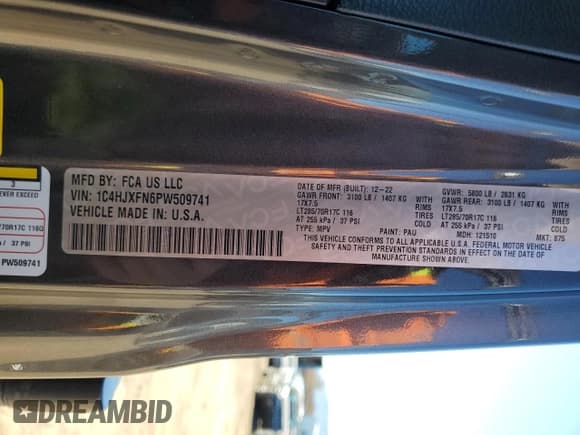 3
EVER EXCEED
70R17C 116Q
/ 37 PSI
PW509741
MFD BY: FCA US LLC
VIN: 1C4HJXFN6PW509741
VEHICLE MADE IN U.S.A.
DATE OF MFR (BUILT): 12-22
GAWR FRONT: 3100 LB / 1407 KG WITH
17X7.5 RIMS
LT285/70R17C 116 TIRES
AT 255 kPa / 37 PSI COLD
TYPE: MPV PAINT: PAU
GVWR: 5800 LB / 2631 KG
GAWR REAR: 3100 LB / 1407 KG WITH
17X7.5 RIMS
LT285/70R17C 116 TIRES
AT 255 kPa / 37 PSI COLD
MDH: 121510 MKT: 875
THIS VEHICLE CONFORMS TO ALL APPLICABLE U.S.A. FEDERAL MOTOR VEHICLE
SAFETY AND THEFT PREVENTION STANDARDS IN EFFECT ON THE DATE OF
MANUFACTURE SHOWN ABOVE.
DREAMBID